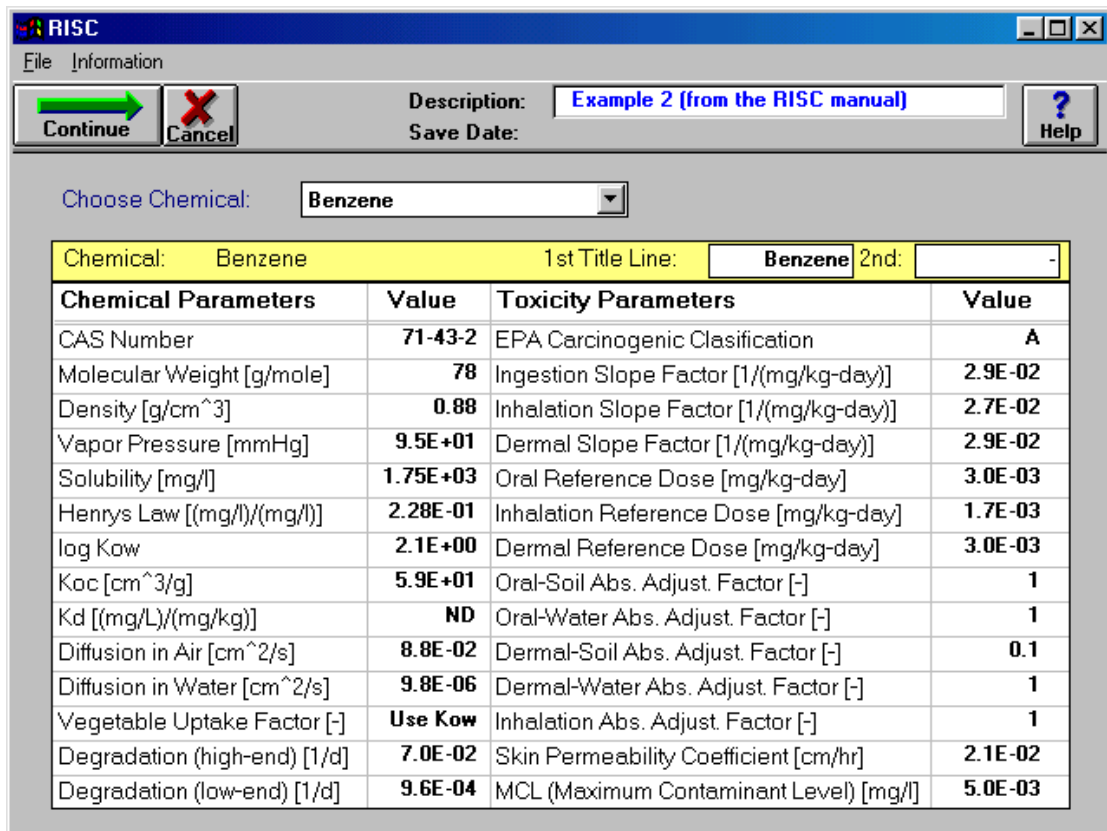 RISC
File Information
Continue
Cancel
Description: Example 2 (from the RISC manual)
Save Date:
Help
Choose Chemical: Benzene
Chemical: Benzene 1st Title Line: Benzene 2nd: -
Chemical Parameters Value Toxicity Parameters Value
CAS Number 71-43-2 EPA Carcinogenic Clasification A
Molecular Weight [g/mole] 78 Ingestion Slope Factor [1/(mg/kg-day)] 2.9E-02
Density [g/cm^3] 0.88 Inhalation Slope Factor [1/(mg/kg-day)] 2.7E-02
Vapor Pressure [mmHg] 9.5E+01 Dermal Slope Factor [1/(mg/kg-day)] 2.9E-02
Solubility [mg/l] 1.75E+03 Oral Reference Dose [mg/kg-day] 3.0E-03
Henrys Law [(mg/l)/(mg/l)] 2.28E-01 Inhalation Reference Dose [mg/kg-day] 1.7E-03
log Kow 2.1E+00 Dermal Reference Dose [mg/kg-day] 3.0E-03
Koc [cm^3/g] 5.9E+01 Oral-Soil Abs. Adjust. Factor [-] 1
Kd [(mg/L)/(mg/kg)] ND Oral-Water Abs. Adjust. Factor [-] 1
Diffusion in Air [cm^2/s] 8.8E-02 Dermal-Soil Abs. Adjust. Factor [-] 0.1
Diffusion in Water [cm^2/s] 9.8E-06 Dermal-Water Abs. Adjust. Factor [-] 1
Vegetable Uptake Factor [-] Use Kow Inhalation Abs. Adjust. Factor [-] 1
Degradation (high-end) [1/d] 7.0E-02 Skin Permeability Coefficient [cm/hr] 2.1E-02
Degradation (low-end) [1/d] 9.6E-04 MCL (Maximum Contaminant Level) [mg/l] 5.0E-03